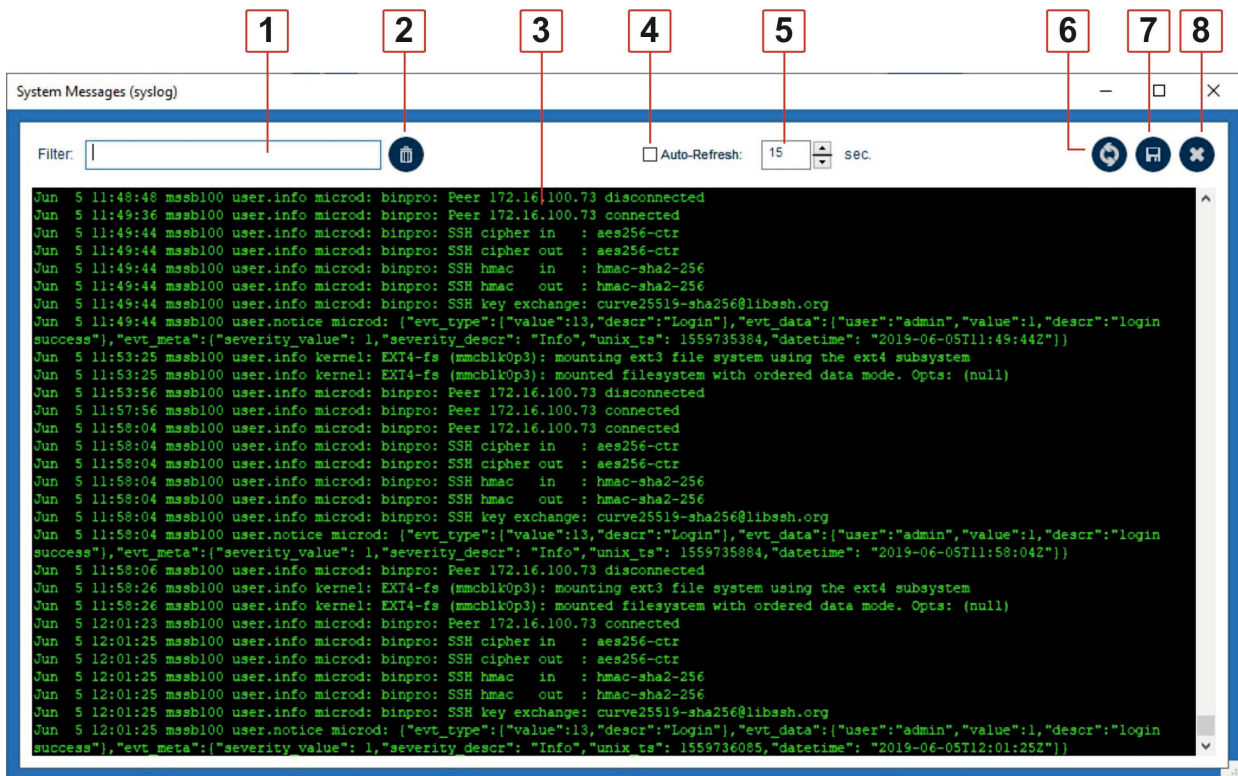 1 2 3 4 5 6 7 8
System Messages (syslog)
Filter: Auto-Refresh: 15 sec.
Jun  5 11:48:48 mssb100 user.info microd: binpro: Peer 172.16.100.73 disconnected
Jun  5 11:49:36 mssb100 user.info microd: binpro: Peer 172.16.100.73 connected
Jun  5 11:49:44 mssb100 user.info microd: binpro: SSH cipher in   : aes256-ctr
Jun  5 11:49:44 mssb100 user.info microd: binpro: SSH cipher out  : aes256-ctr
Jun  5 11:49:44 mssb100 user.info microd: binpro: SSH hmac   in   : hmac-sha2-256
Jun  5 11:49:44 mssb100 user.info microd: binpro: SSH hmac   out  : hmac-sha2-256
Jun  5 11:49:44 mssb100 user.info microd: binpro: SSH key exchange: curve25519-sha256@libssh.org
Jun  5 11:49:44 mssb100 user.notice microd: {"evt_type":{"value":13,"descr":"Login"},"evt_data":{"user":"admin","value":1,"descr":"login
success"},"evt_meta":{"severity_value": 1,"severity_descr": "Info","unix_ts": 1559735384,"datetime": "2019-06-05T11:49:44Z"}}
Jun  5 11:53:25 mssb100 user.info kernel: EXT4-fs (mmcblk0p3): mounting ext3 file system using the ext4 subsystem
Jun  5 11:53:25 mssb100 user.info kernel: EXT4-fs (mmcblk0p3): mounted filesystem with ordered data mode. Opts: (null)
Jun  5 11:53:56 mssb100 user.info microd: binpro: Peer 172.16.100.73 disconnected
Jun  5 11:57:56 mssb100 user.info microd: binpro: Peer 172.16.100.73 connected
Jun  5 11:58:04 mssb100 user.info microd: binpro: Peer 172.16.100.73 connected
Jun  5 11:58:04 mssb100 user.info microd: binpro: SSH cipher in   : aes256-ctr
Jun  5 11:58:04 mssb100 user.info microd: binpro: SSH cipher out  : aes256-ctr
Jun  5 11:58:04 mssb100 user.info microd: binpro: SSH hmac   in   : hmac-sha2-256
Jun  5 11:58:04 mssb100 user.info microd: binpro: SSH hmac   out  : hmac-sha2-256
Jun  5 11:58:04 mssb100 user.info microd: binpro: SSH key exchange: curve25519-sha256@libssh.org
Jun  5 11:58:04 mssb100 user.notice microd: {"evt_type":{"value":13,"descr":"Login"},"evt_data":{"user":"admin","value":1,"descr":"login
success"},"evt_meta":{"severity_value": 1,"severity_descr": "Info","unix_ts": 1559735884,"datetime": "2019-06-05T11:58:04Z"}}
Jun  5 11:58:06 mssb100 user.info microd: binpro: Peer 172.16.100.73 disconnected
Jun  5 11:58:26 mssb100 user.info kernel: EXT4-fs (mmcblk0p3): mounting ext3 file system using the ext4 subsystem
Jun  5 11:58:26 mssb100 user.info kernel: EXT4-fs (mmcblk0p3): mounted filesystem with ordered data mode. Opts: (null)
Jun  5 12:01:23 mssb100 user.info microd: binpro: Peer 172.16.100.73 connected
Jun  5 12:01:25 mssb100 user.info microd: binpro: SSH cipher in   : aes256-ctr
Jun  5 12:01:25 mssb100 user.info microd: binpro: SSH cipher out  : aes256-ctr
Jun  5 12:01:25 mssb100 user.info microd: binpro: SSH hmac   in   : hmac-sha2-256
Jun  5 12:01:25 mssb100 user.info microd: binpro: SSH hmac   out  : hmac-sha2-256
Jun  5 12:01:25 mssb100 user.info microd: binpro: SSH key exchange: curve25519-sha256@libssh.org
Jun  5 12:01:25 mssb100 user.notice microd: {"evt_type":{"value":13,"descr":"Login"},"evt_data":{"user":"admin","value":1,"descr":"login
success"},"evt_meta":{"severity_value": 1,"severity_descr": "Info","unix_ts": 1559736085,"datetime": "2019-06-05T12:01:25Z"}}